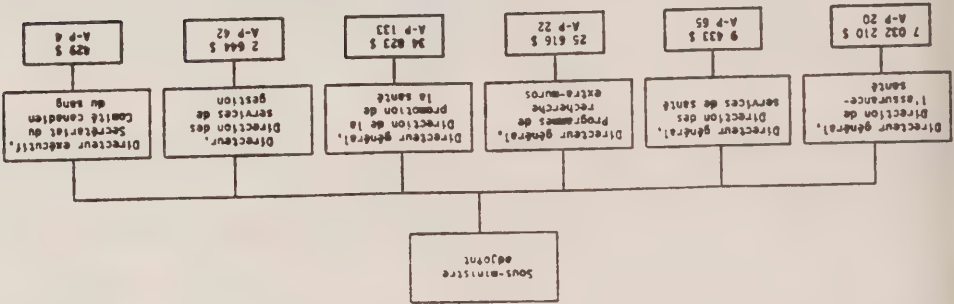 Sous-ministre
adjoint
Directeur général,
Direction de
l'assurance-
santé
Directeur général,
Direction des
services de santé
Directeur général,
Programmes de
recherche
extra-muros
Directeur général,
Direction de la
promotion de
la santé
Directeur,
Direction des
services de
gestion
Directeur exécutif,
Secrétariat du
Comité canadien
du sang
7 032 210 $
A-P 20
9 433 $
A-P 65
25 616 $
A-P 22
34 823 $
A-P 133
2 644 $
A-P 42
429 $
A-P 4